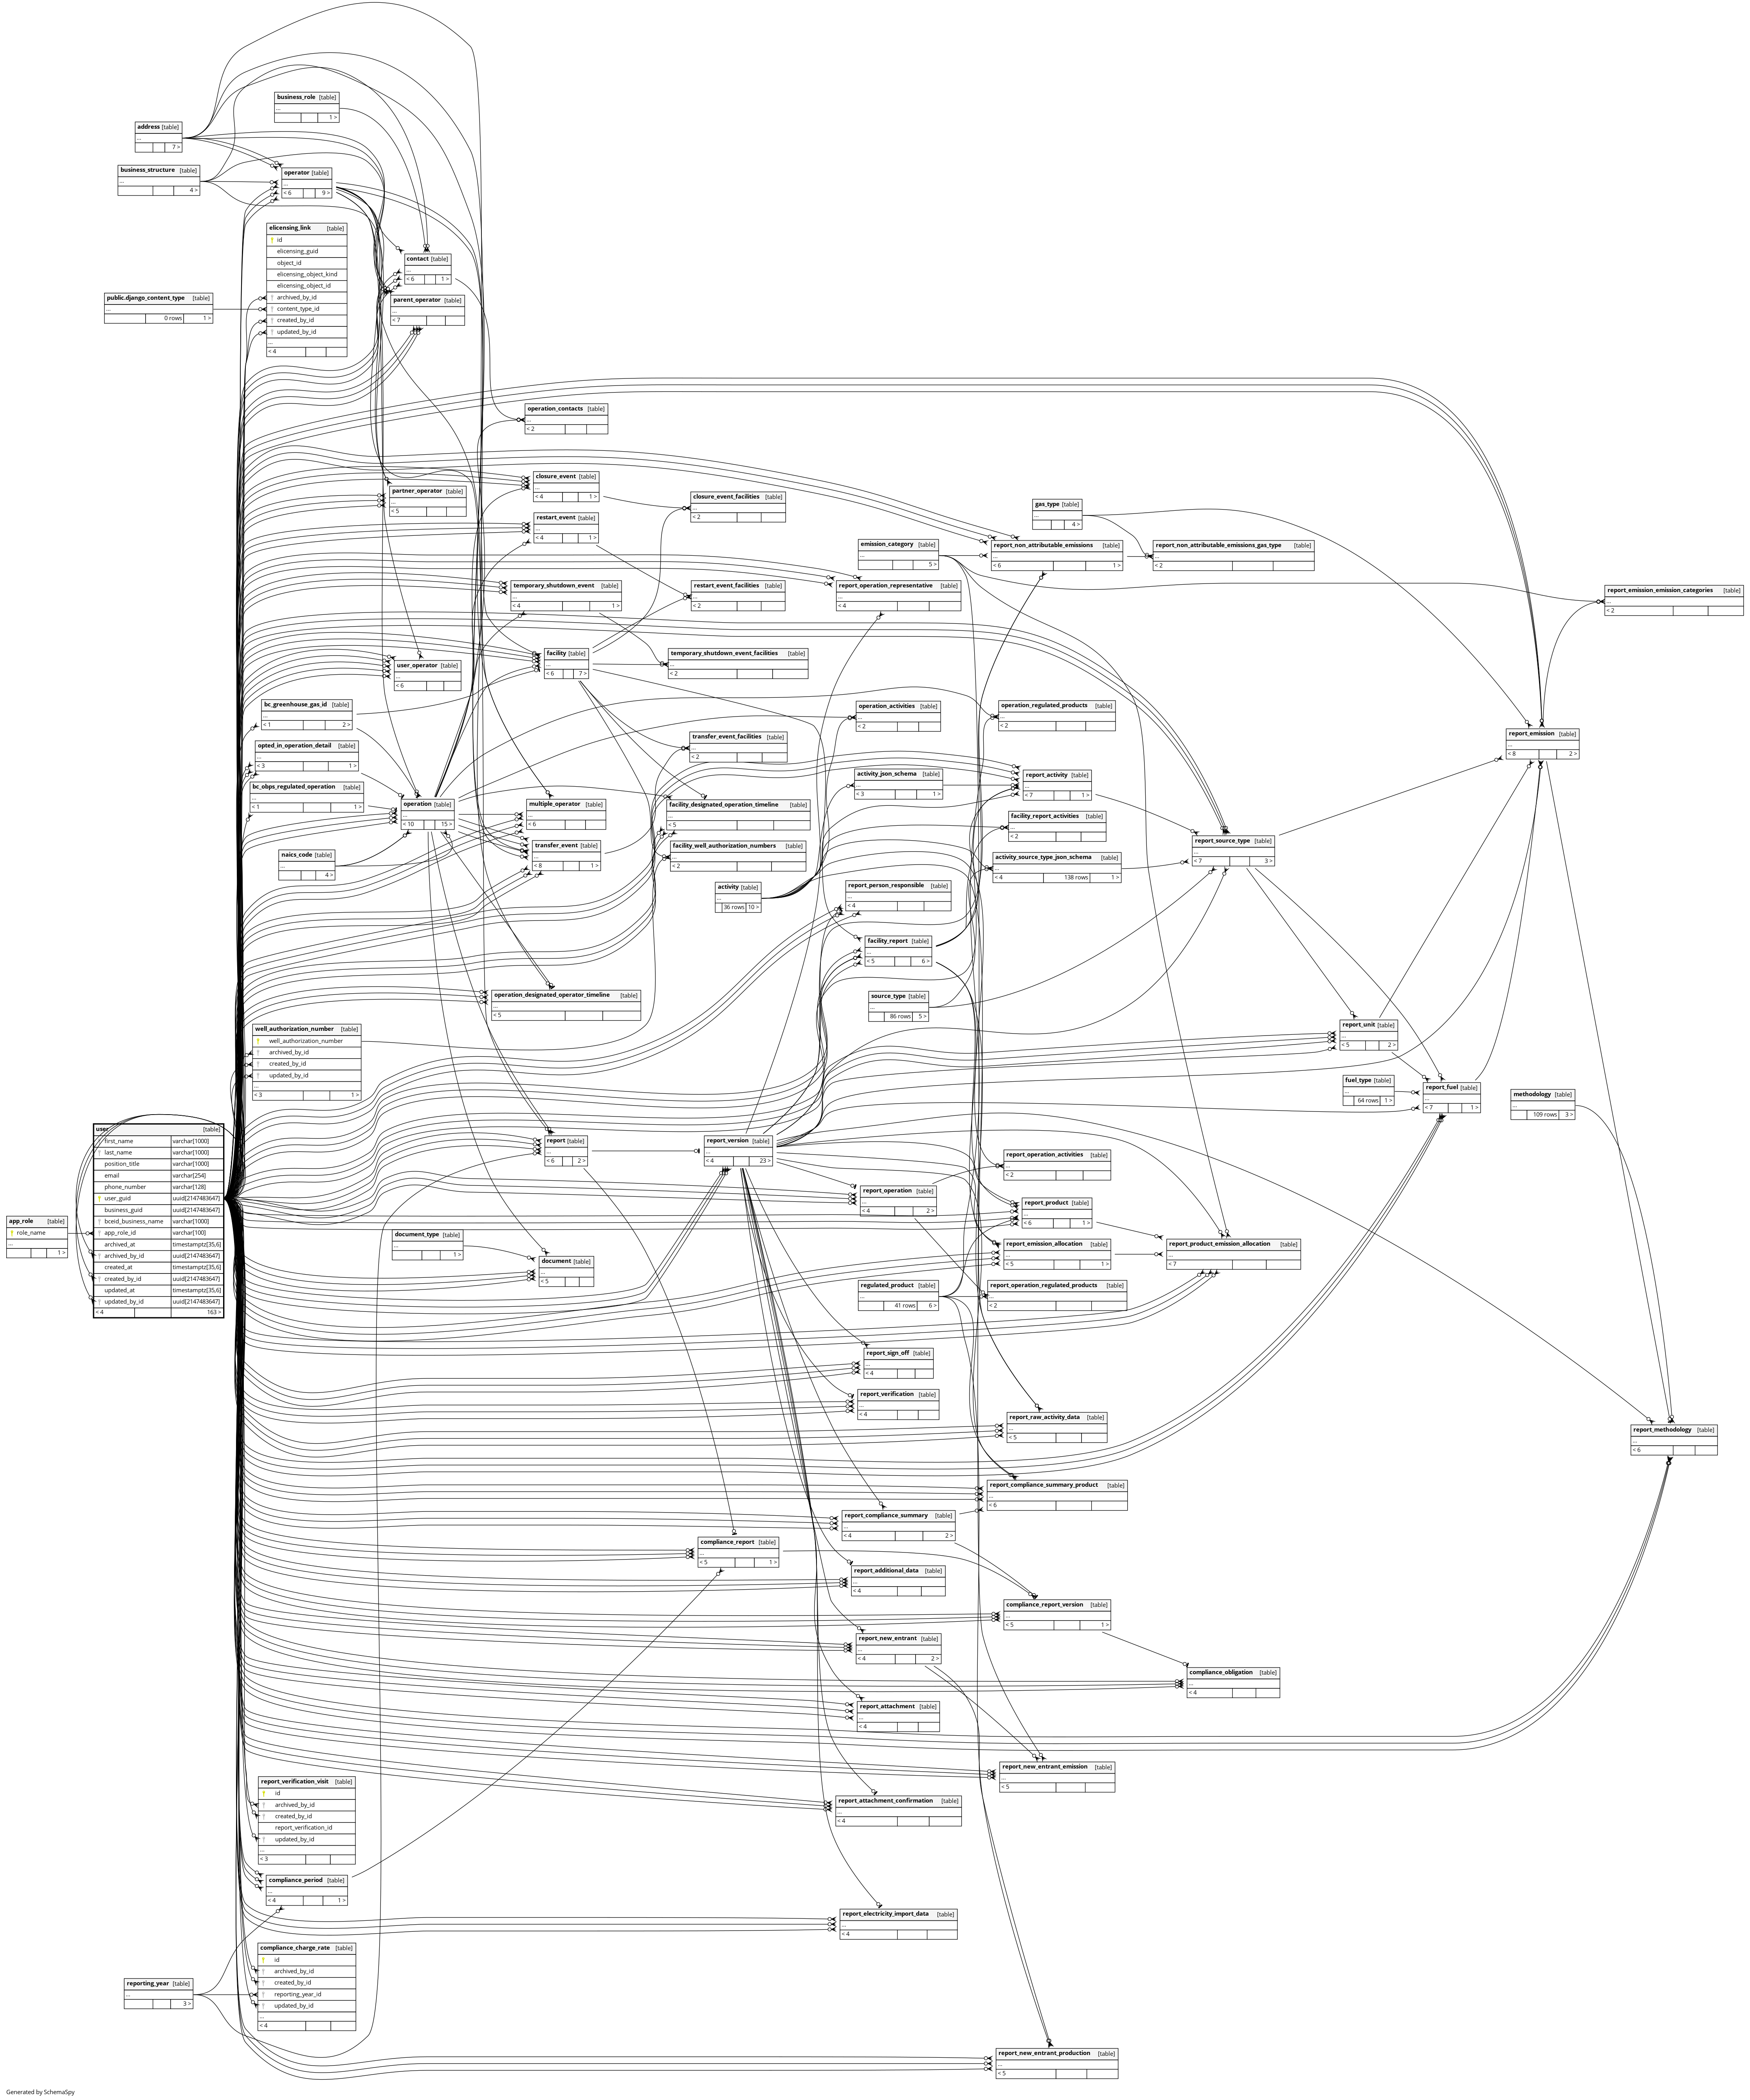 business_role [table]
...
1 >
address [table]
...
7 >
business_structure [table]
...
4 >
operator [table]
...
< 6 9 >
elicensing_link [table]
id
elicensing_guid
object_id
elicensing_object_kind
elicensing_object_id
archived_by_id
content_type_id
created_by_id
updated_by_id
...
< 4
contact [table]
...
< 6 1 >
public.django_content_type [table]
...
0 rows 1 >
parent_operator [table]
...
< 7
operation_contacts [table]
...
< 2
closure_event [table]
...
< 4 1 >
partner_operator [table]
...
< 5
closure_event_facilities [table]
...
< 2
gas_type [table]
...
4 >
restart_event [table]
...
< 4 1 >
emission_category [table]
...
5 >
report_non_attributable_emissions [table]
...
< 6 1 >
report_non_attributable_emissions_gas_type [table]
...
< 2
temporary_shutdown_event [table]
...
< 4 1 >
restart_event_facilities [table]
...
< 2
report_operation_representative [table]
...
< 4
report_emission_emission_categories [table]
...
< 2
facility [table]
...
< 6 7 >
temporary_shutdown_event_facilities [table]
...
< 2
user_operator [table]
...
< 6
bc_greenhouse_gas_id [table]
...
< 1 2 >
operation_activities [table]
...
< 2
operation_regulated_products [table]
...
< 2
report_emission [table]
...
< 8 2 >
opted_in_operation_detail [table]
...
< 3 1 >
transfer_event_facilities [table]
...
< 2
activity_json_schema [table]
...
< 3 1 >
report_activity [table]
...
< 7 1 >
bc_obps_regulated_operation [table]
...
< 1 1 >
operation [table]
...
< 10 15 >
multiple_operator [table]
...
< 6
facility_designated_operation_timeline [table]
...
< 5
facility_report_activities [table]
...
< 2
transfer_event [table]
...
< 8 1 >
facility_well_authorization_numbers [table]
...
< 2
report_source_type [table]
...
< 7 3 >
naics_code [table]
...
4 >
activity_source_type_json_schema [table]
...
< 4 138 rows 1 >
activity [table]
...
36 rows 10 >
report_person_responsible [table]
...
< 4
facility_report [table]
...
< 5 6 >
operation_designated_operator_timeline [table]
...
< 5
source_type [table]
...
86 rows 5 >
well_authorization_number [table]
well_authorization_number
archived_by_id
created_by_id
updated_by_id
...
< 3 1 >
report_unit [table]
...
< 5 2 >
fuel_type [table]
...
64 rows 1 >
report_fuel [table]
...
< 7 1 >
methodology [table]
...
109 rows 3 >
user [table]
first_name varchar[1000]
last_name varchar[1000]
position_title varchar[1000]
email varchar[254]
phone_number varchar[128]
user_guid uuid[2147483647]
business_guid uuid[2147483647]
bceid_business_name varchar[1000]
app_role_id varchar[100]
archived_at timestamptz[35,6]
archived_by_id uuid[2147483647]
created_at timestamptz[35,6]
created_by_id uuid[2147483647]
updated_at timestamptz[35,6]
updated_by_id uuid[2147483647]
< 4 163 >
app_role [table]
role_name
...
1 >
report [table]
...
< 6 2 >
report_version [table]
...
< 4 23 >
report_operation_activities [table]
...
< 2
report_operation [table]
...
< 4 2 >
report_product [table]
...
< 6 1 >
document_type [table]
...
1 >
document [table]
...
< 5
report_emission_allocation [table]
...
< 5 1 >
report_product_emission_allocation [table]
...
< 7
regulated_product [table]
...
41 rows 6 >
report_operation_regulated_products [table]
...
< 2
report_sign_off [table]
...
< 4
report_verification [table]
...
< 4
report_raw_activity_data [table]
...
< 5
report_methodology [table]
...
< 6
report_compliance_summary_product [table]
...
< 6
report_compliance_summary [table]
...
< 4 2 >
compliance_report [table]
...
< 5 1 >
report_additional_data [table]
...
< 4
compliance_report_version [table]
...
< 5 1 >
report_new_entrant [table]
...
< 4 2 >
compliance_obligation [table]
...
< 4
report_attachment [table]
...
< 4
report_new_entrant_emission [table]
...
< 5
report_verification_visit [table]
id
archived_by_id
created_by_id
report_verification_id
updated_by_id
...
< 3
report_attachment_confirmation [table]
...
< 4
compliance_period [table]
...
< 4 1 >
report_electricity_import_data [table]
...
< 4
compliance_charge_rate [table]
id
archived_by_id
created_by_id
reporting_year_id
updated_by_id
...
< 4
reporting_year [table]
...
3 >
report_new_entrant_production [table]
...
< 5
Generated by SchemaSpy